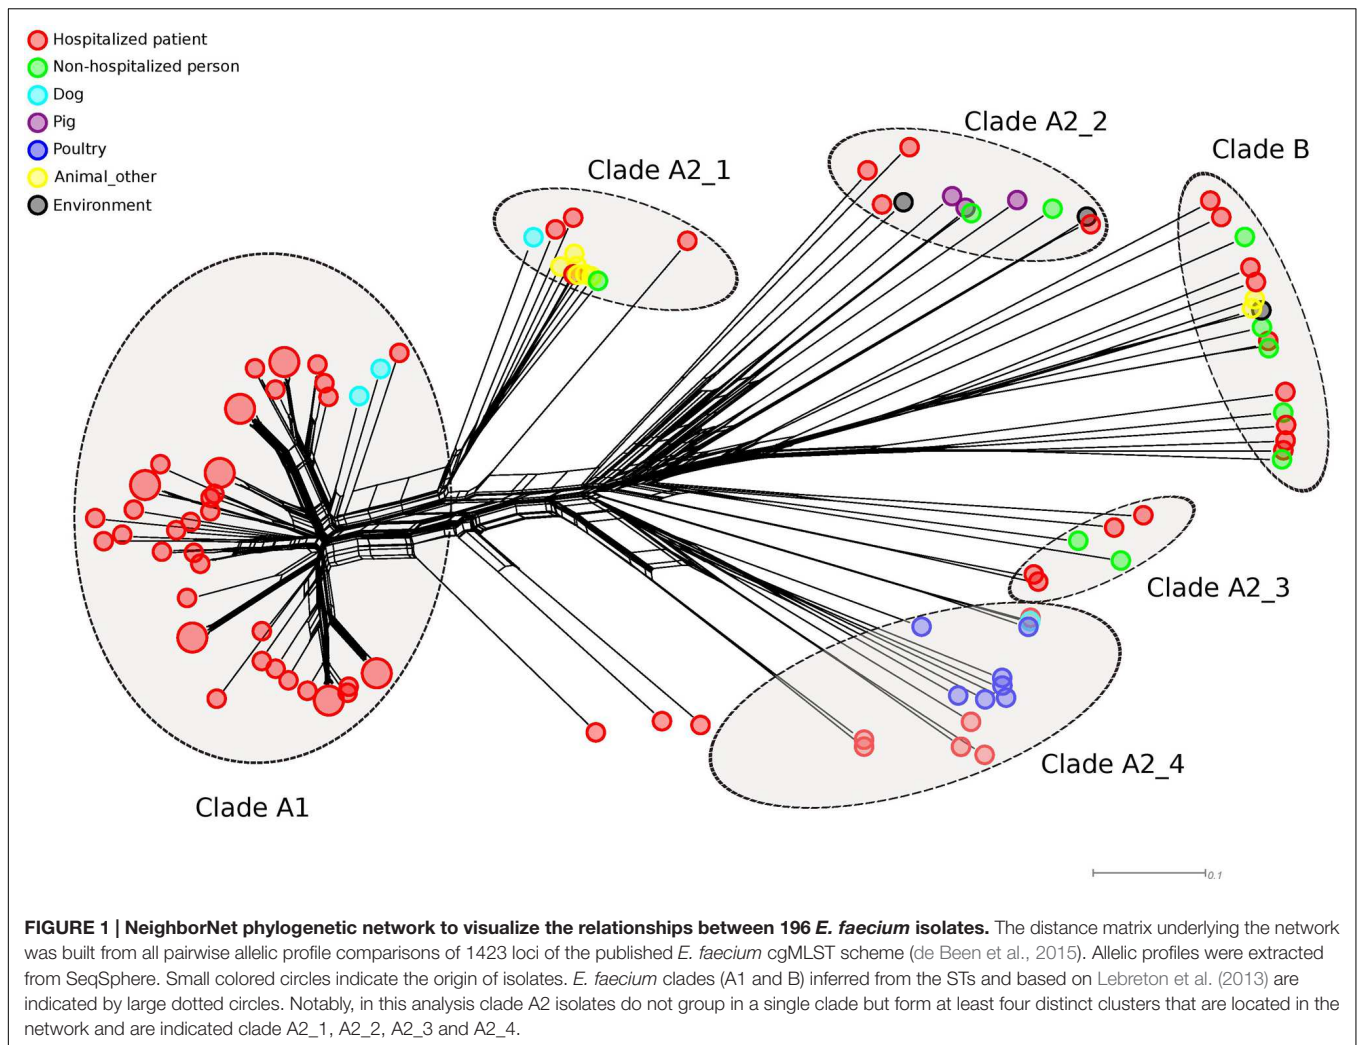 Hospitalized patient
Non-hospitalized person
Dog
Pig
Poultry
Animal_other
Environment
Clade A2_1
Clade A2_2
Clade B
Clade A2_3
Clade A2_4
Clade A1
0.1
FIGURE 1 | NeighborNet phylogenetic network to visualize the relationships between 196 E. faecium isolates. The distance matrix underlying the network
was built from all pairwise allelic profile comparisons of 1423 loci of the published E. faecium cgMLST scheme (de Been et al., 2015). Allelic profiles were extracted
from SeqSphere. Small colored circles indicate the origin of isolates. E. faecium clades (A1 and B) inferred from the STs and based on Lebreton et al. (2013) are
indicated by large dotted circles. Notably, in this analysis clade A2 isolates do not group in a single clade but form at least four distinct clusters that are located in the
network and are indicated clade A2_1, A2_2, A2_3 and A2_4.